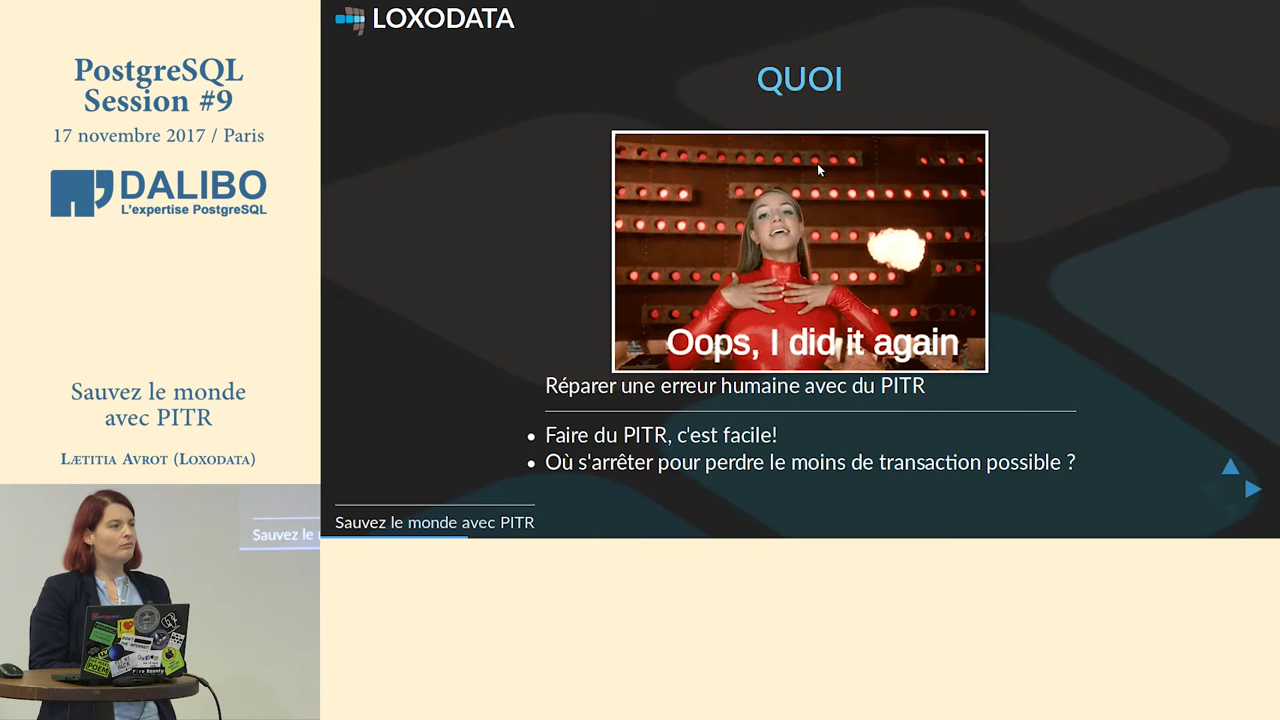 PostgreSQL
Session #9
17 novembre 2017 / Paris
DALIBO
L'expertise PostgreSQL
Sauvez le monde
avec PITR
Lætitia Avrot (Loxodata)
LOXODATA
QUOI
Oops, I did it again
Réparer une erreur humaine avec du PITR
Faire du PITR, c'est facile!
Où s'arrêter pour perdre le moins de transaction possible ?
Sauvez le monde avec PITR
Sauvez le